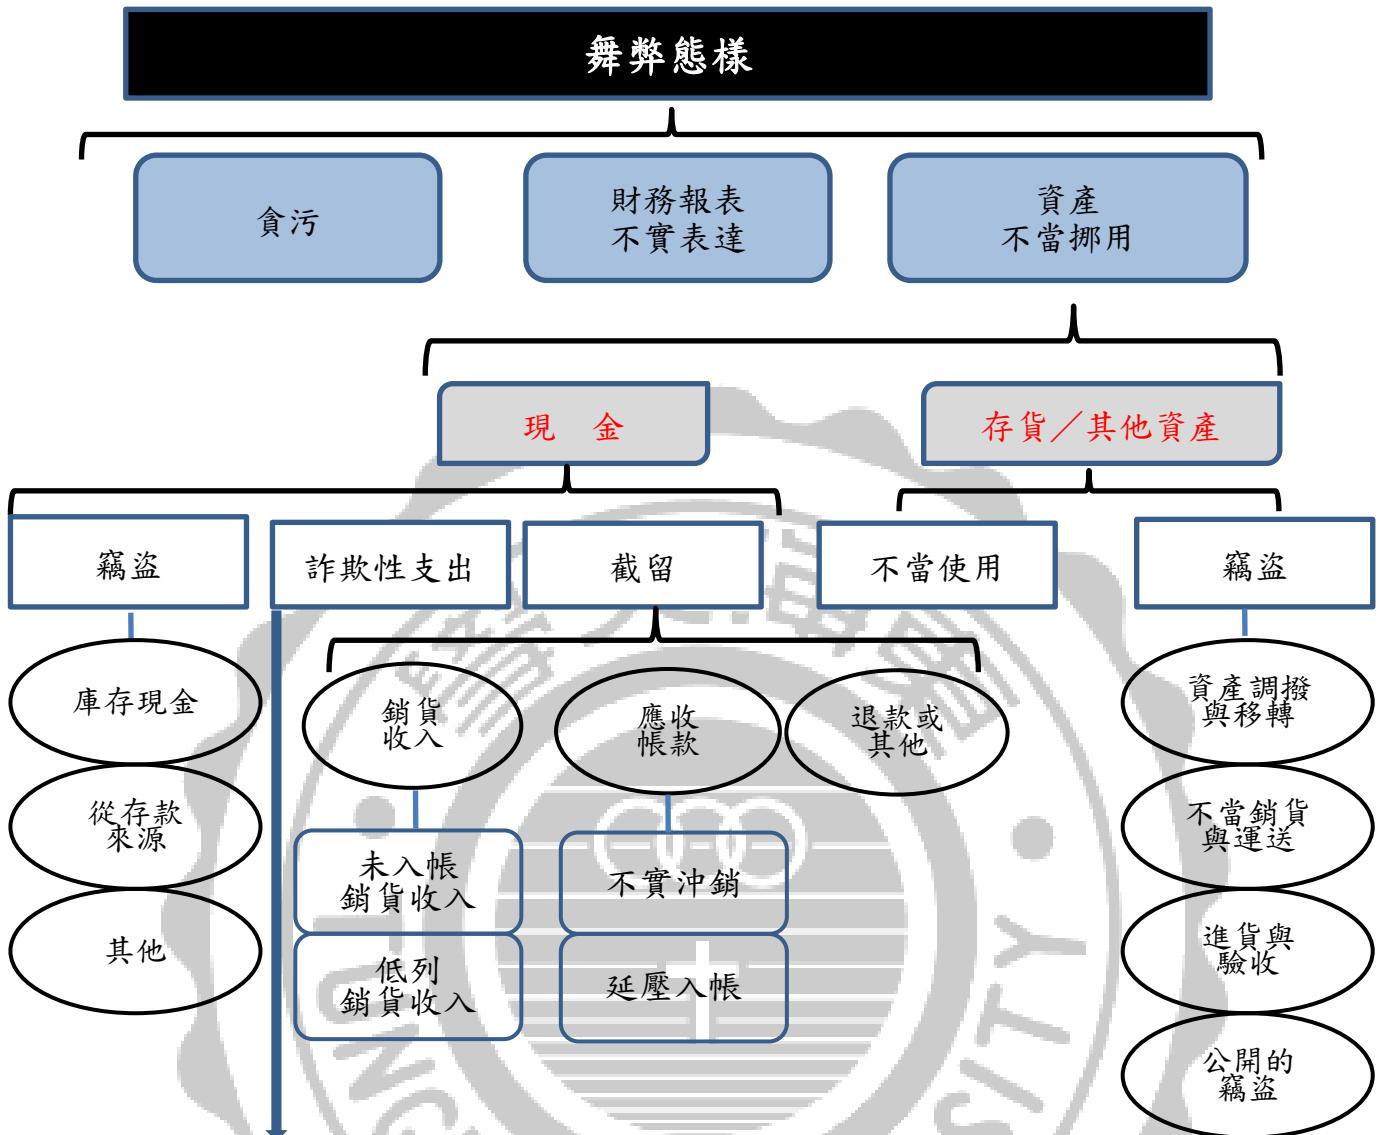 舞弊態樣
貪污
財務報表
不實表達
資產
不當挪用
現 金
存貨／其他資產
竊盜
詐欺性支出
截留
不當使用
竊盜
庫存現金
從存款
來源
其他
銷貨
收入
應收
帳款
退款或
其他
未入帳
銷貨收入
低列
銷貨收入
不實沖銷
延壓入帳
資產調撥
與移轉
不當銷貨
與運送
進貨與
驗收
公開的
竊盜